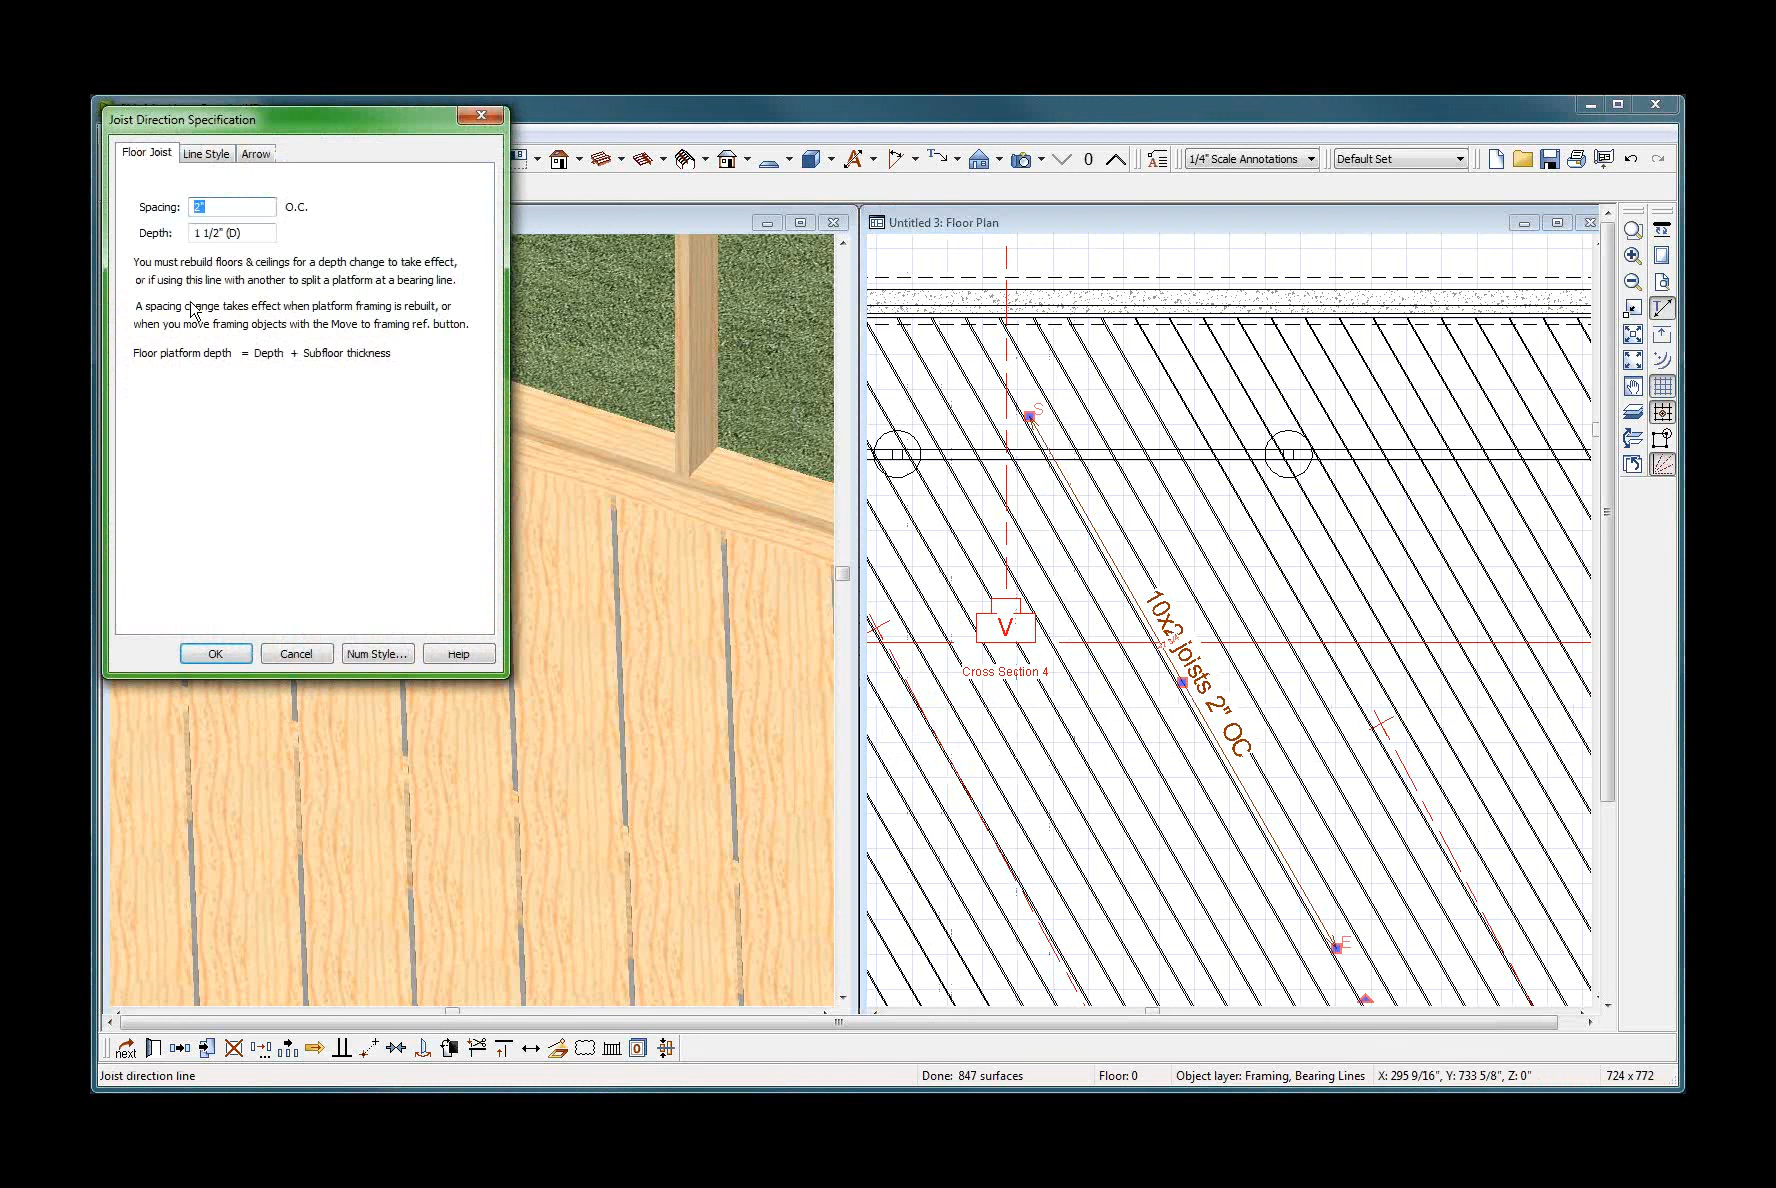 Joist Direction Specification
Floor Joist
Line Style
Arrow
Spacing: 2" O.C.
Depth: 1 1/2" (D)
You must rebuild floors & ceilings for a depth change to take effect,
or if using this line with another to split a platform at a bearing line.
A spacing change takes effect when platform framing is rebuilt, or
when you move framing objects with the Move to framing ref. button.
Floor platform depth = Depth + Subfloor thickness
OK
Cancel
Num Style...
Help
0
1/4" Scale Annotations
Default Set
Untitled 3: Floor Plan
S
V
Cross Section 4
10x2 joists 2" OC
E
next
Joist direction line
Done: 847 surfaces
Floor: 0
Object layer: Framing, Bearing Lines
X: 295 9/16", Y: 733 5/8", Z: 0"
724 x 772